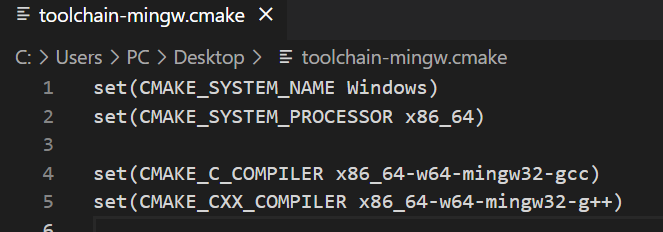 toolchain-mingw.cmake
C: > Users > PC > Desktop > toolchain-mingw.cmake
1 set(CMAKE_SYSTEM_NAME Windows)
2 set(CMAKE_SYSTEM_PROCESSOR x86_64)
3
4 set(CMAKE_C_COMPILER x86_64-w64-mingw32-gcc)
5 set(CMAKE_CXX_COMPILER x86_64-w64-mingw32-g++)
6